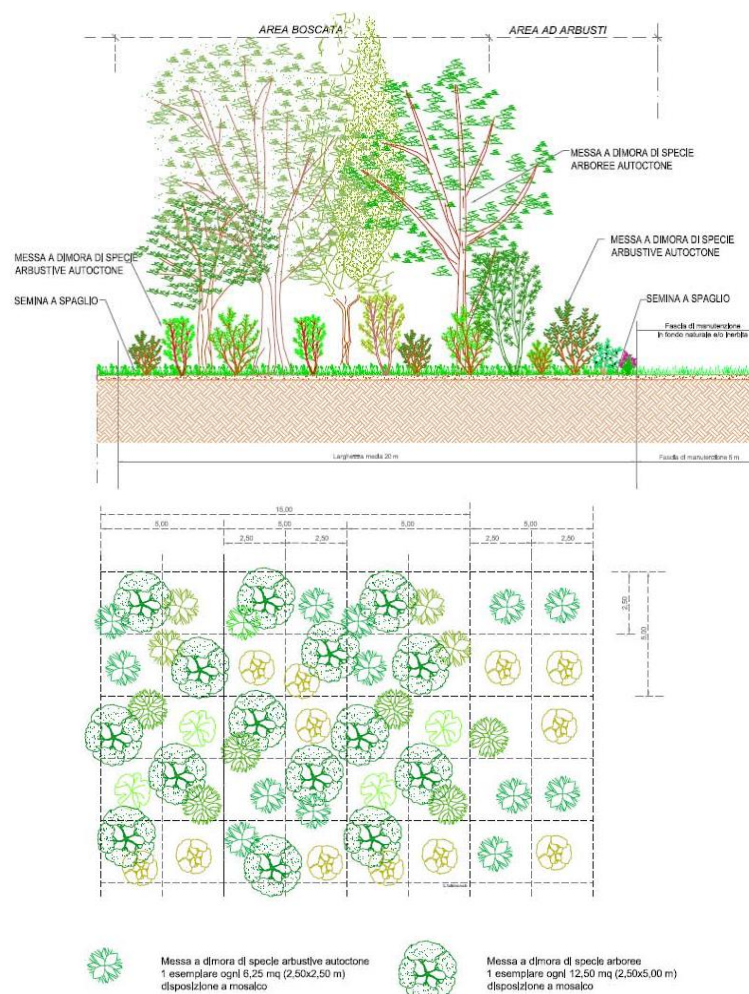 AREA BOSCATA
AREA AD ARBUSTI
MESSA A DIMORA DI SPECIE
ARBOREE AUTOCTONE
MESSA A DIMORA DI SPECIE
ARBUSTIVE AUTOCTONE
MESSA A DIMORA DI SPECIE
ARBUSTIVE AUTOCTONE
SEMINA A SPAGLIO
SEMINA A SPAGLIO
Fascia di manutenzione
in fondo naturale e/o inerbita
Larghezza media 20 m
Fascia di manutenzione 5 m
15,00
5,00
5,00
5,00
5,00
2,50
2,50
2,50
2,50
2,50
5,00
Messa a dimora di specie arbustive autoctone
1 esemplare ogni 6,25 mq (2,50x2,50 m)
disposizione a mosaico
Messa a dimora di specie arboree
1 esemplare ogni 12,50 mq (2,50x5,00 m)
disposizione a mosaico